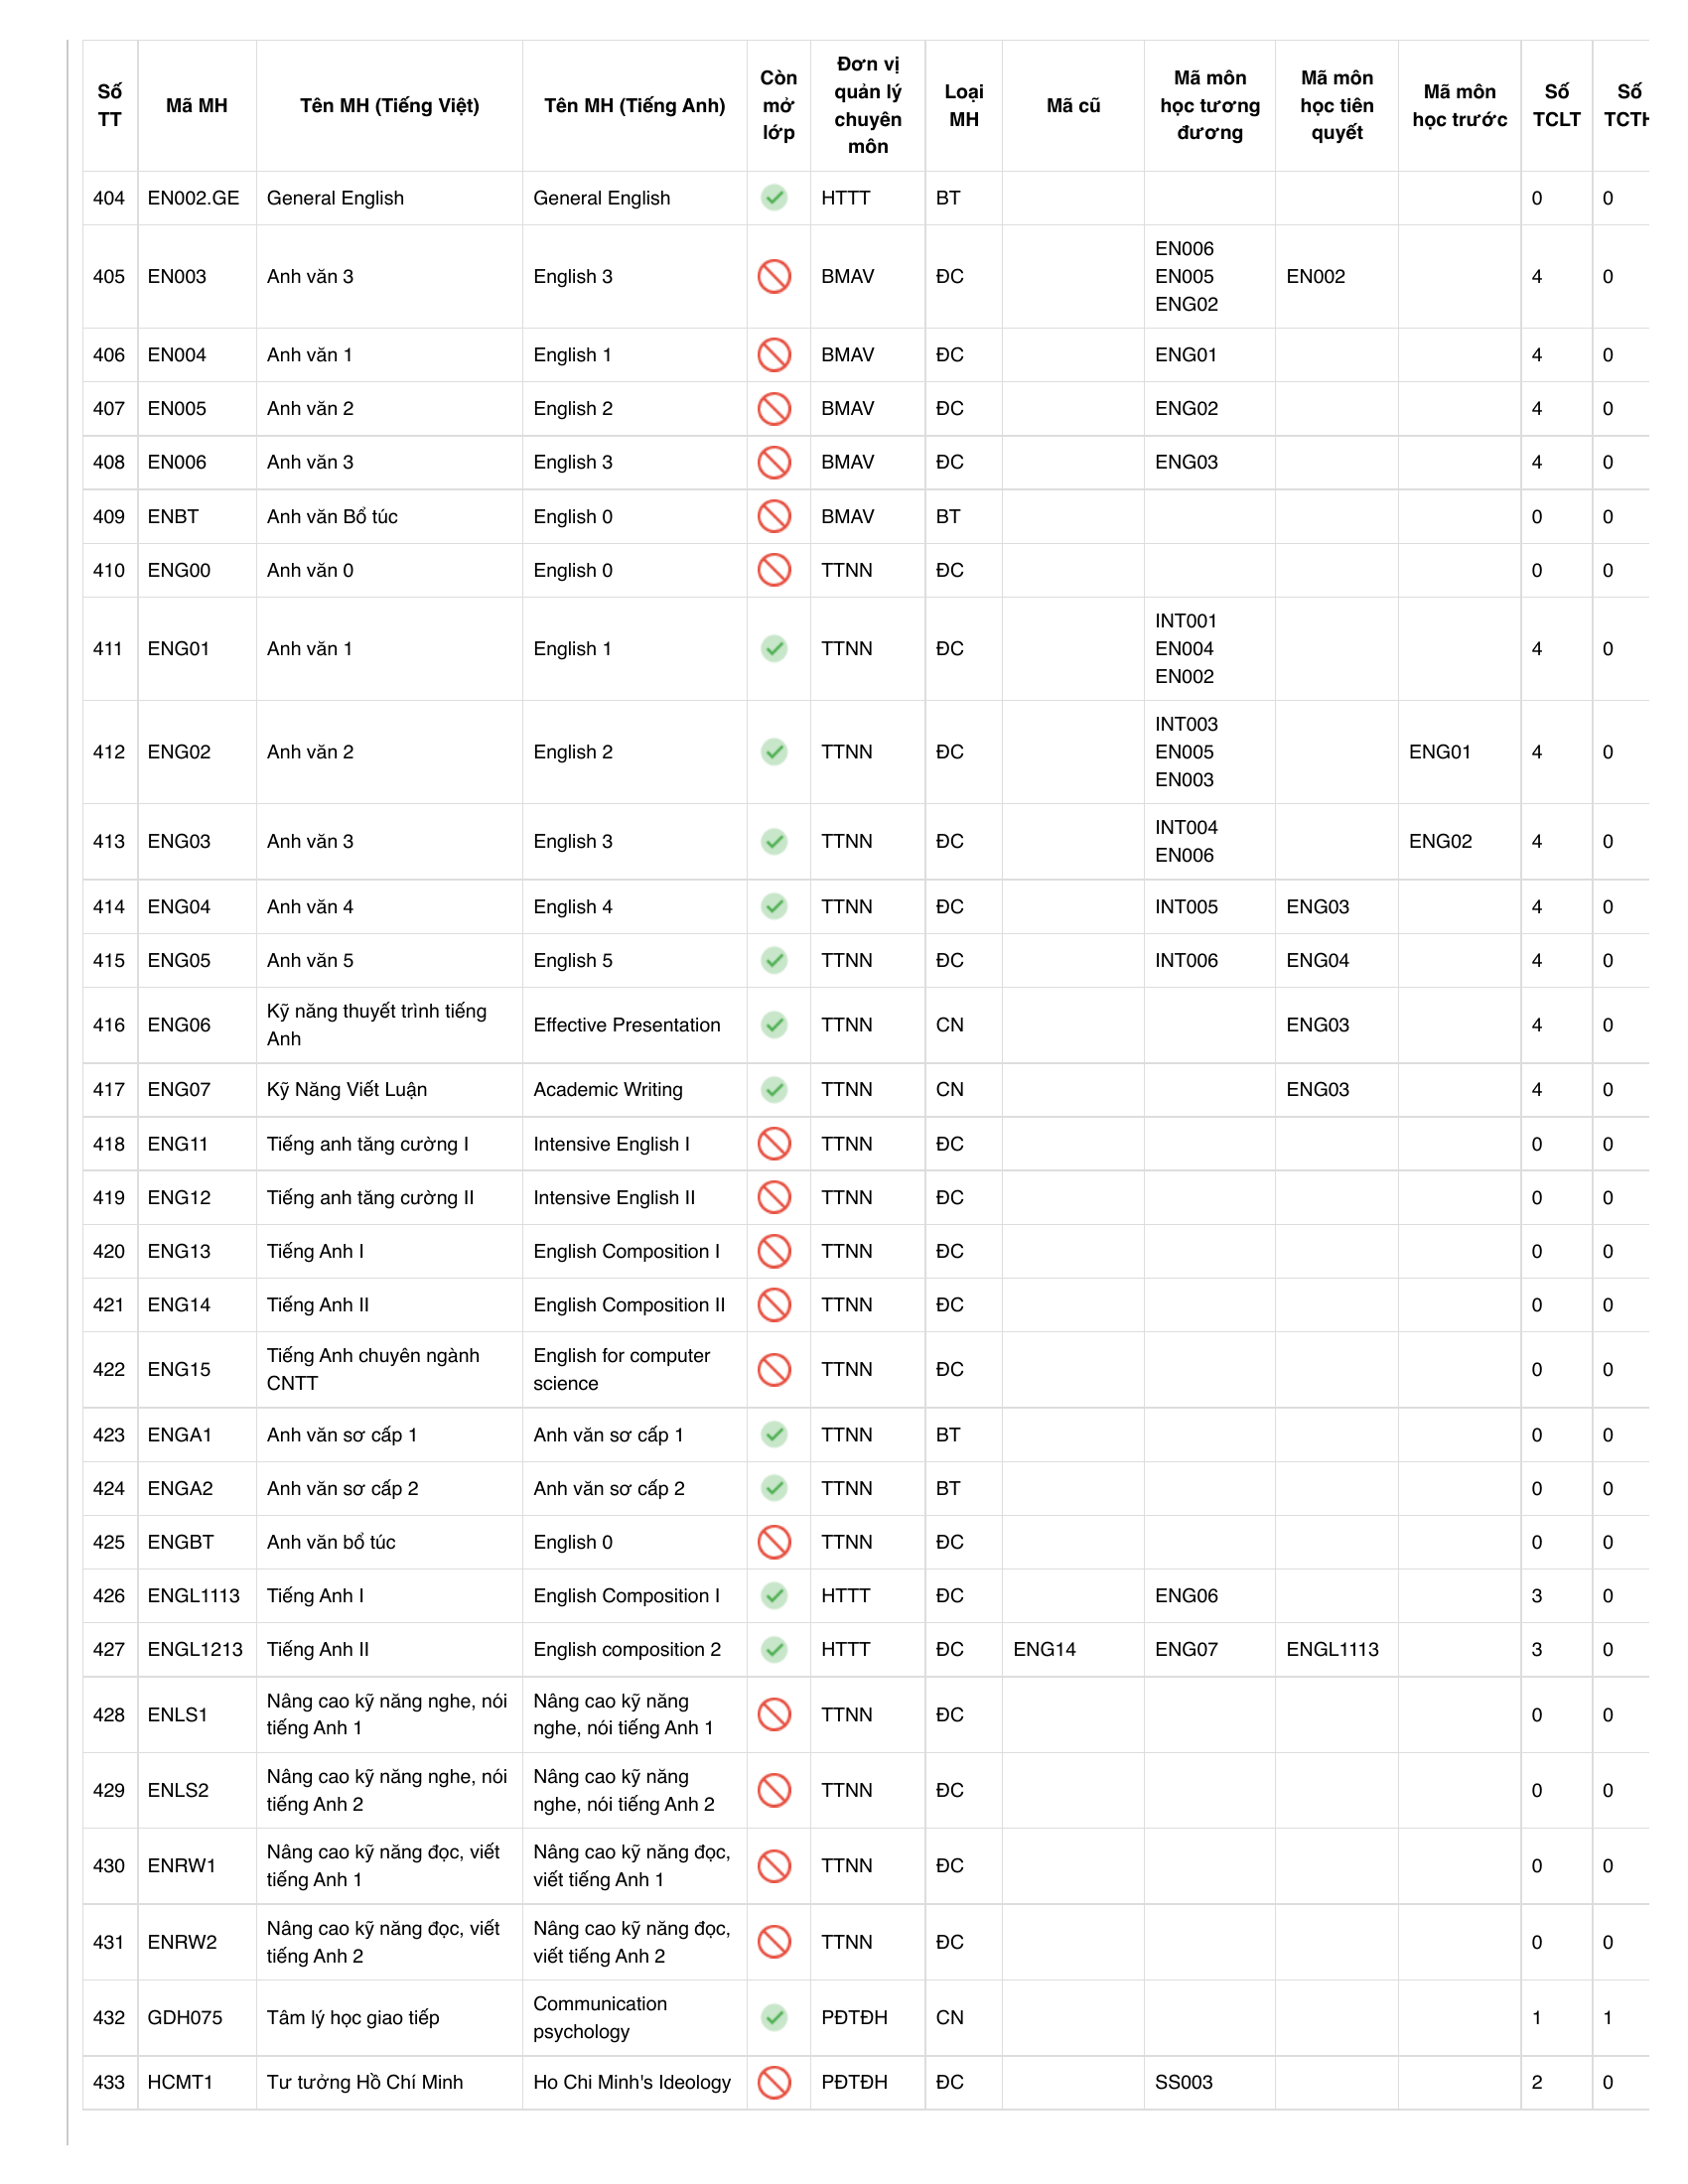 Số TT Mã MH Tên MH (Tiếng Việt) Tên MH (Tiếng Anh) Còn mở lớp Đơn vị quản lý chuyên môn Loại MH Mã cũ Mã môn học tương đương Mã môn học tiên quyết Mã môn học trước Số TCLT Số TCTH
404 EN002.GE General English General English HTTT BT 0 0
405 EN003 Anh văn 3 English 3 BMAV ĐC EN006 EN005 ENG02 EN002 4 0
406 EN004 Anh văn 1 English 1 BMAV ĐC ENG01 4 0
407 EN005 Anh văn 2 English 2 BMAV ĐC ENG02 4 0
408 EN006 Anh văn 3 English 3 BMAV ĐC ENG03 4 0
409 ENBT Anh văn Bổ túc English 0 BMAV BT 0 0
410 ENG00 Anh văn 0 English 0 TTNN ĐC 0 0
411 ENG01 Anh văn 1 English 1 TTNN ĐC INT001 EN004 EN002 4 0
412 ENG02 Anh văn 2 English 2 TTNN ĐC INT003 EN005 EN003 ENG01 4 0
413 ENG03 Anh văn 3 English 3 TTNN ĐC INT004 EN006 ENG02 4 0
414 ENG04 Anh văn 4 English 4 TTNN ĐC INT005 ENG03 4 0
415 ENG05 Anh văn 5 English 5 TTNN ĐC INT006 ENG04 4 0
416 ENG06 Kỹ năng thuyết trình tiếng Anh Effective Presentation TTNN CN ENG03 4 0
417 ENG07 Kỹ Năng Viết Luận Academic Writing TTNN CN ENG03 4 0
418 ENG11 Tiếng anh tăng cường I Intensive English I TTNN ĐC 0 0
419 ENG12 Tiếng anh tăng cường II Intensive English II TTNN ĐC 0 0
420 ENG13 Tiếng Anh I English Composition I TTNN ĐC 0 0
421 ENG14 Tiếng Anh II English Composition II TTNN ĐC 0 0
422 ENG15 Tiếng Anh chuyên ngành CNTT English for computer science TTNN ĐC 0 0
423 ENGA1 Anh văn sơ cấp 1 Anh văn sơ cấp 1 TTNN BT 0 0
424 ENGA2 Anh văn sơ cấp 2 Anh văn sơ cấp 2 TTNN BT 0 0
425 ENGBT Anh văn bổ túc English 0 TTNN ĐC 0 0
426 ENGL1113 Tiếng Anh I English Composition I HTTT ĐC ENG06 3 0
427 ENGL1213 Tiếng Anh II English composition 2 HTTT ĐC ENG14 ENG07 ENGL1113 3 0
428 ENLS1 Nâng cao kỹ năng nghe, nói tiếng Anh 1 Nâng cao kỹ năng nghe, nói tiếng Anh 1 TTNN ĐC 0 0
429 ENLS2 Nâng cao kỹ năng nghe, nói tiếng Anh 2 Nâng cao kỹ năng nghe, nói tiếng Anh 2 TTNN ĐC 0 0
430 ENRW1 Nâng cao kỹ năng đọc, viết tiếng Anh 1 Nâng cao kỹ năng đọc, viết tiếng Anh 1 TTNN ĐC 0 0
431 ENRW2 Nâng cao kỹ năng đọc, viết tiếng Anh 2 Nâng cao kỹ năng đọc, viết tiếng Anh 2 TTNN ĐC 0 0
432 GDH075 Tâm lý học giao tiếp Communication psychology PĐTĐH CN 1 1
433 HCMT1 Tư tưởng Hồ Chí Minh Ho Chi Minh's Ideology PĐTĐH ĐC SS003 2 0